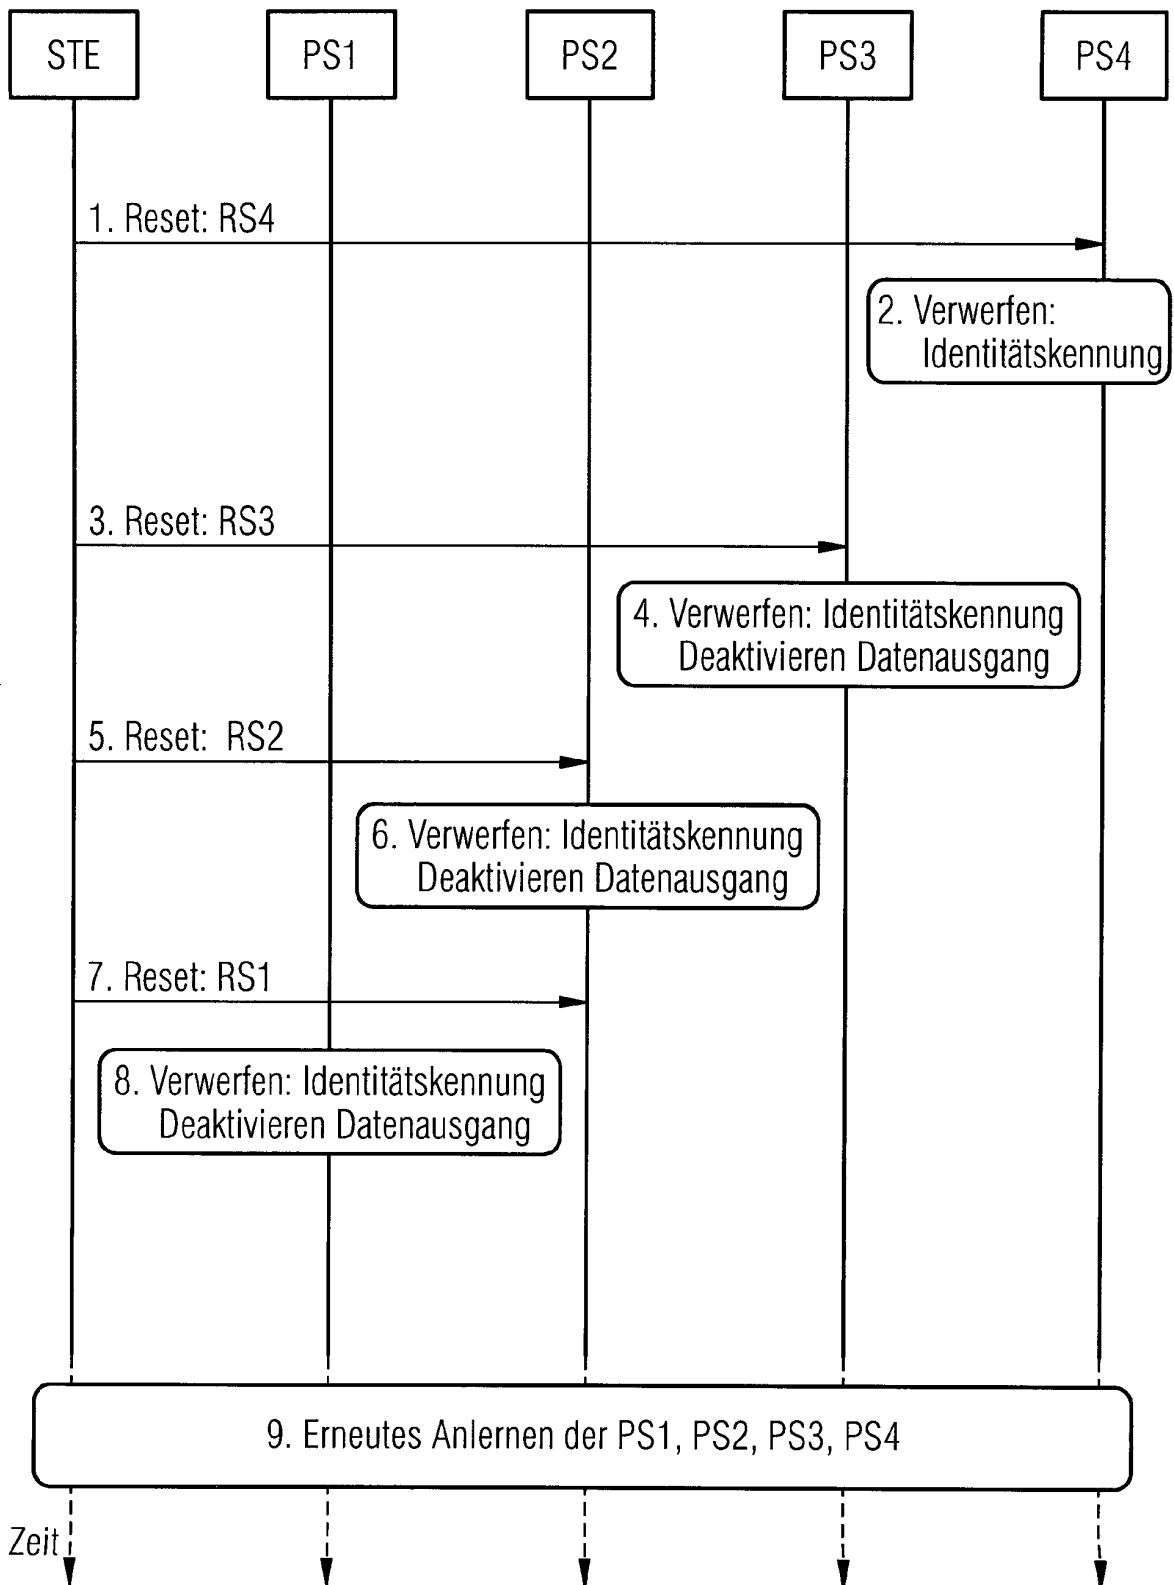 STE
PS1
PS2
PS3
PS4
1. Reset: RS4
2. Verwerfen:
Identitätskennung
3. Reset: RS3
4. Verwerfen: Identitätskennung
Deaktivieren Datenausgang
5. Reset: RS2
6. Verwerfen: Identitätskennung
Deaktivieren Datenausgang
7. Reset: RS1
8. Verwerfen: Identitätskennung
Deaktivieren Datenausgang
9. Erneutes Anlernen der PS1, PS2, PS3, PS4
Zeit